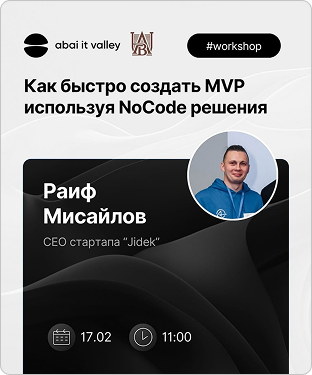 abai it valley
#workshop
Как быстро создать MVP
используя NoCode решения
Раиф
Мисайлов
CEO стартапа “Jidek”
17.02
11:00